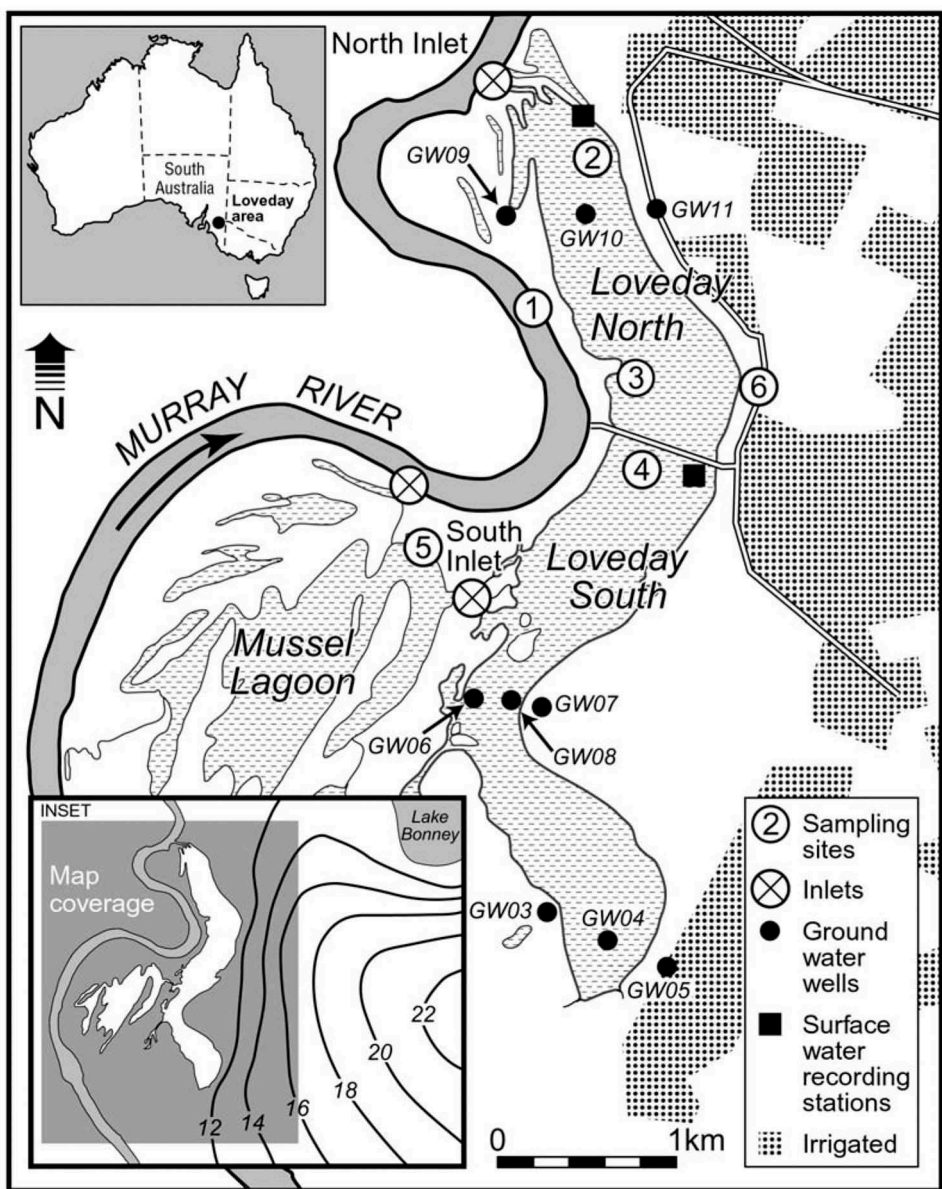 North Inlet
South
Australia
Loveday
area
GW09
2
GW11
GW10
Loveday
North
1
3
6
N
MURRAY RIVER
4
5
South
Inlet
Loveday
South
Mussel
Lagoon
GW06
GW07
GW08
INSET
Map
coverage
Lake
Bonney
22
20
18
16
14
12
GW03
GW04
GW05
0
1km
2
Sampling
sites
Inlets
Ground
water
wells
Surface
water
recording
stations
Irrigated